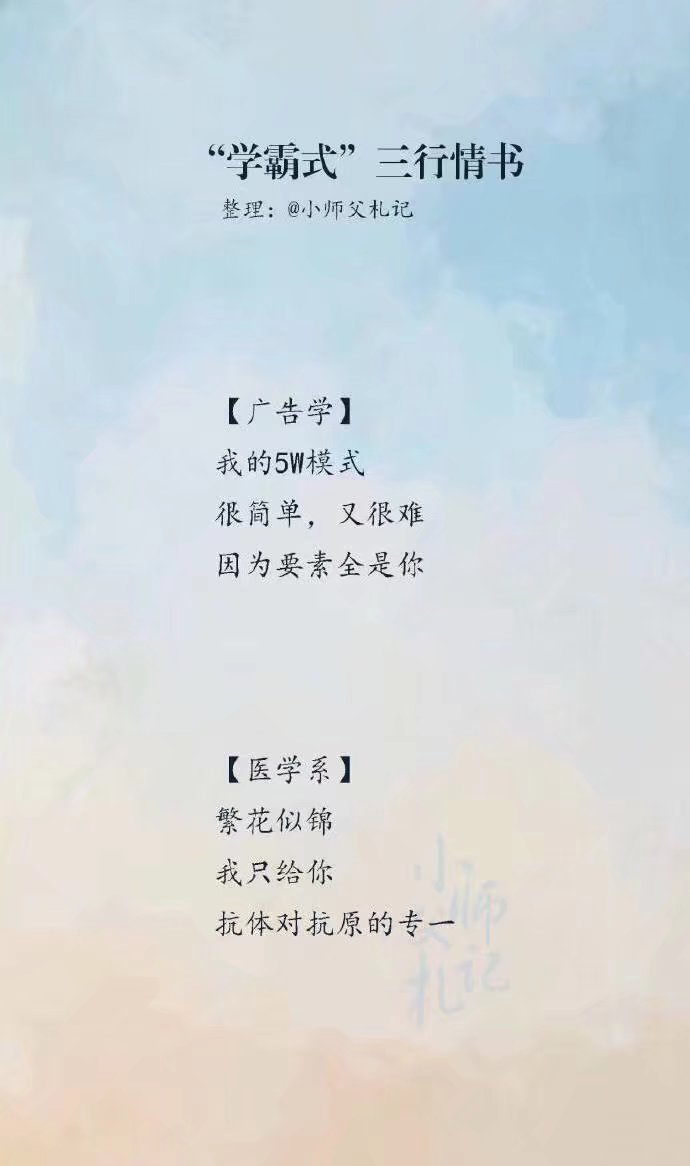 “学霸式”三行情书
整理：@小师父札记
【广告学】
我的5W模式
很简单，又很难
因为要素全是你
【医学系】
繁花似锦
我只给你
抗体对抗原的专一
小师父札记